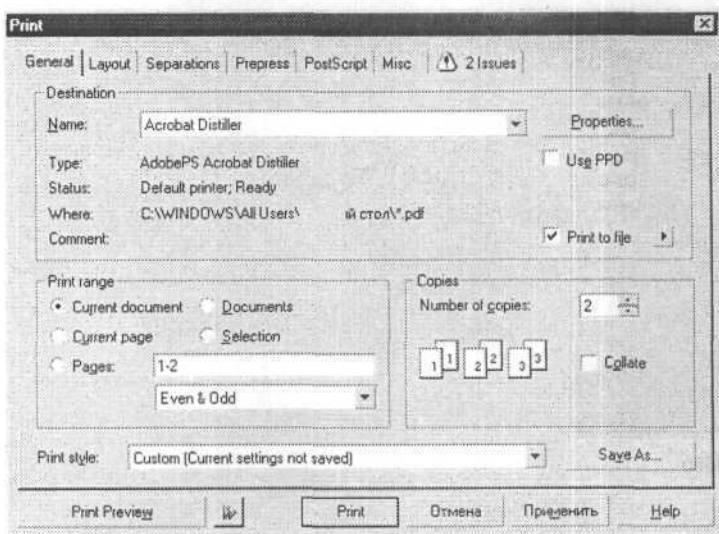 Print
General Layout Separations Prepress PostScript Misc 2 Issues
Destination
Name: Acrobat Distiller Properties...
Type: AdobePS Acrobat Distiller Use PPD
Status: Default printer; Ready
Where: C:\WINDOWS\All Users\ ий стол\*.pdf
Comment: Print to file
Print range
Current document Documents
Current page Selection
Pages: 1-2
Even & Odd
Copies
Number of copies: 2
1 1 2 2 3 3 Collate
Print style: Custom (Current settings not saved) Save As...
Print Preview Print Отмена Применить Help